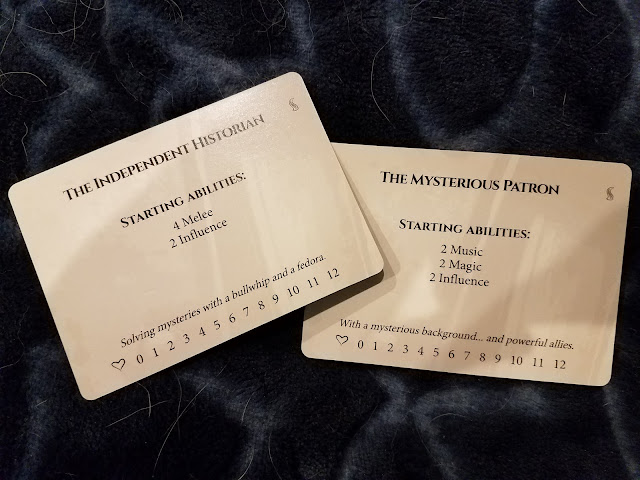 THE INDEPENDENT HISTORIAN
STARTING ABILITIES:
4 Melee
2 Influence
Solving mysteries with a bullwhip and a fedora.
♡ 0 1 2 3 4 5 6 7 8 9 10 11 12
THE MYSTERIOUS PATRON
STARTING ABILITIES:
2 Music
2 Magic
2 Influence
With a mysterious background... and powerful allies.
♡ 0 1 2 3 4 5 6 7 8 9 10 11 12